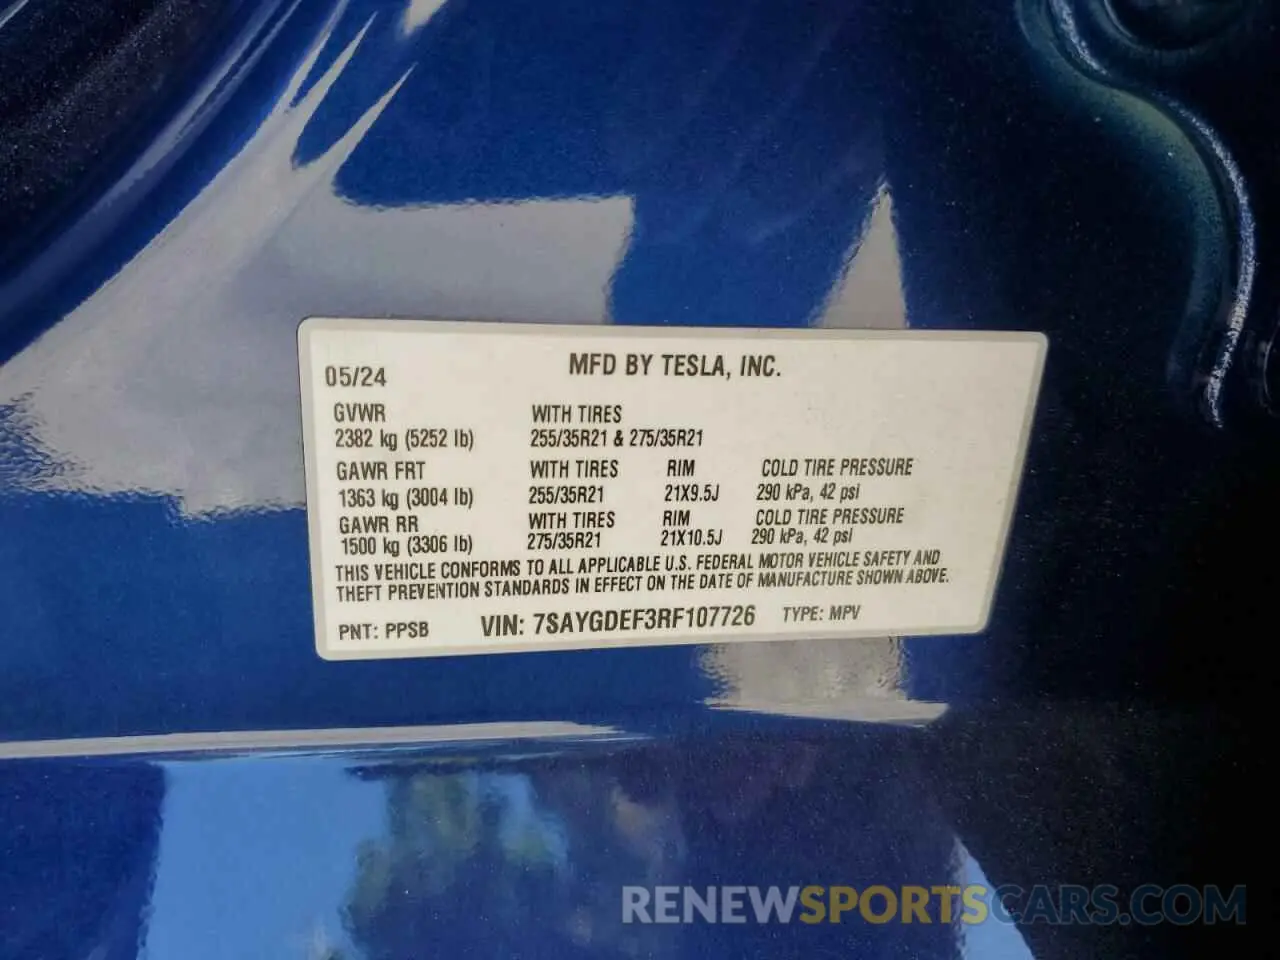 MFD BY TESLA, INC.
05/24
GVWR WITH TIRES
2382 kg (5252 lb) 255/35R21 & 275/35R21
GAWR FRT WITH TIRES RIM COLD TIRE PRESSURE
1363 kg (3004 lb) 255/35R21 21X9.5J 290 kPa, 42 psi
GAWR RR WITH TIRES RIM COLD TIRE PRESSURE
1500 kg (3306 lb) 275/35R21 21X10.5J 290 kPa, 42 psi
THIS VEHICLE CONFORMS TO ALL APPLICABLE U.S. FEDERAL MOTOR VEHICLE SAFETY AND
THEFT PREVENTION STANDARDS IN EFFECT ON THE DATE OF MANUFACTURE SHOWN ABOVE.
PNT: PPSB VIN: 7SAYGDEF3RF107726 TYPE: MPV
RENEWSPORTSCARS.COM